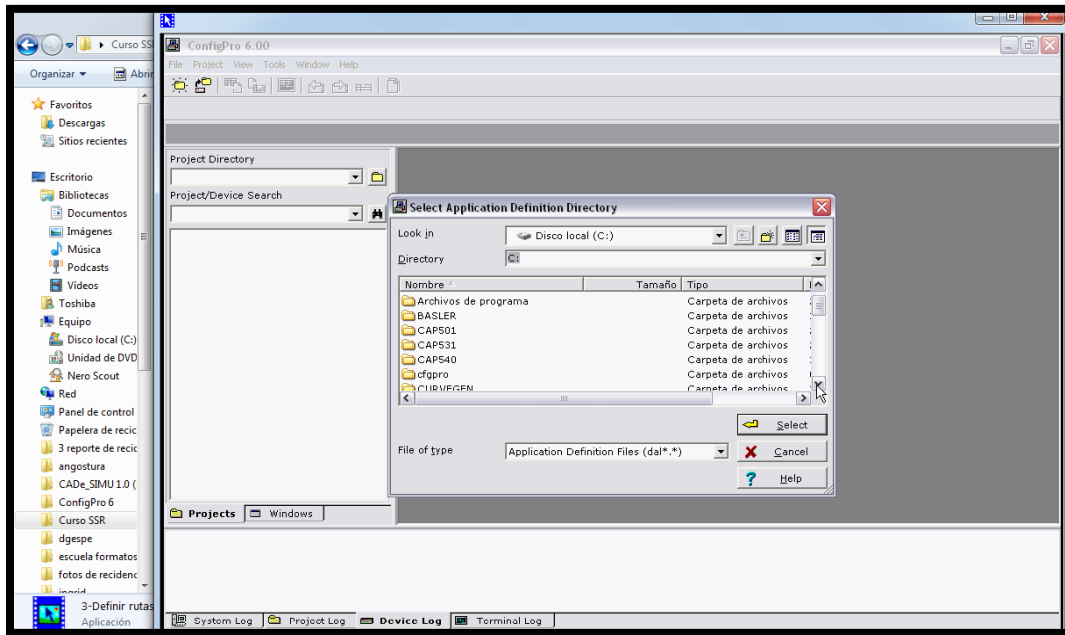 Curso SS
Organizar
Abrir
Favoritos
Descargas
Sitios recientes
Escritorio
Bibliotecas
Documentos
Imágenes
Música
Podcasts
Vídeos
Toshiba
Equipo
Disco local (C:)
Unidad de DVD
Nero Scout
Red
Panel de control
Papelera de recic
3 reporte de recic
angostura
CADe_SIMU 1.0 (
ConfigPro 6
Curso SSR
dgespe
escuela formatos
fotos de recidenc
ingrid
3-Definir rutas
Aplicación
ConfigPro 6.00
File Project View Tools Window Help
Project Directory
Project/Device Search
Projects
Windows
Select Application Definition Directory
Look in
Disco local (C:)
Directory
C:
Nombre Tamaño Tipo
Archivos de programa Carpeta de archivos
BASLER Carpeta de archivos
CAP501 Carpeta de archivos
CAP531 Carpeta de archivos
CAP540 Carpeta de archivos
cfgpro Carpeta de archivos
CURVEGEN Carpeta de archivos
Select
File of type
Application Definition Files (dal*.*)
Cancel
Help
System Log
Project Log
Device Log
Terminal Log